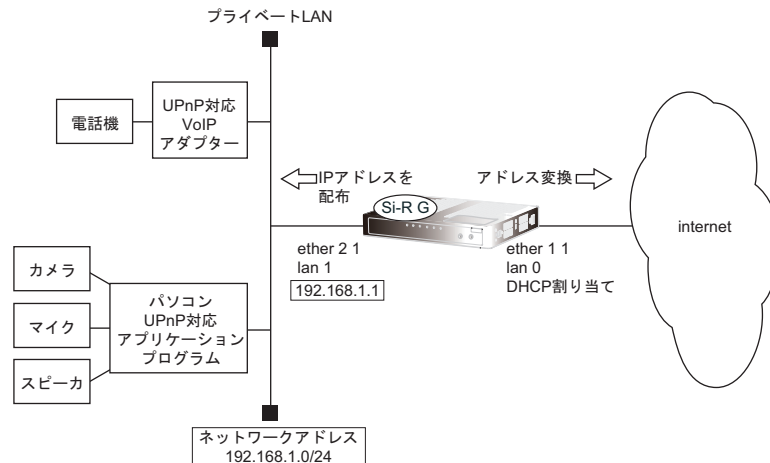 プライベートLAN
電話機
UPnP対応
VoIP
アダプター
IPアドレスを
配布
アドレス変換
Si-R G
internet
ether 2 1
lan 1
192.168.1.1
ether 1 1
lan 0
DHCP割り当て
カメラ
マイク
スピーカ
パソコン
UPnP対応
アプリケーション
プログラム
ネットワークアドレス
192.168.1.0/24